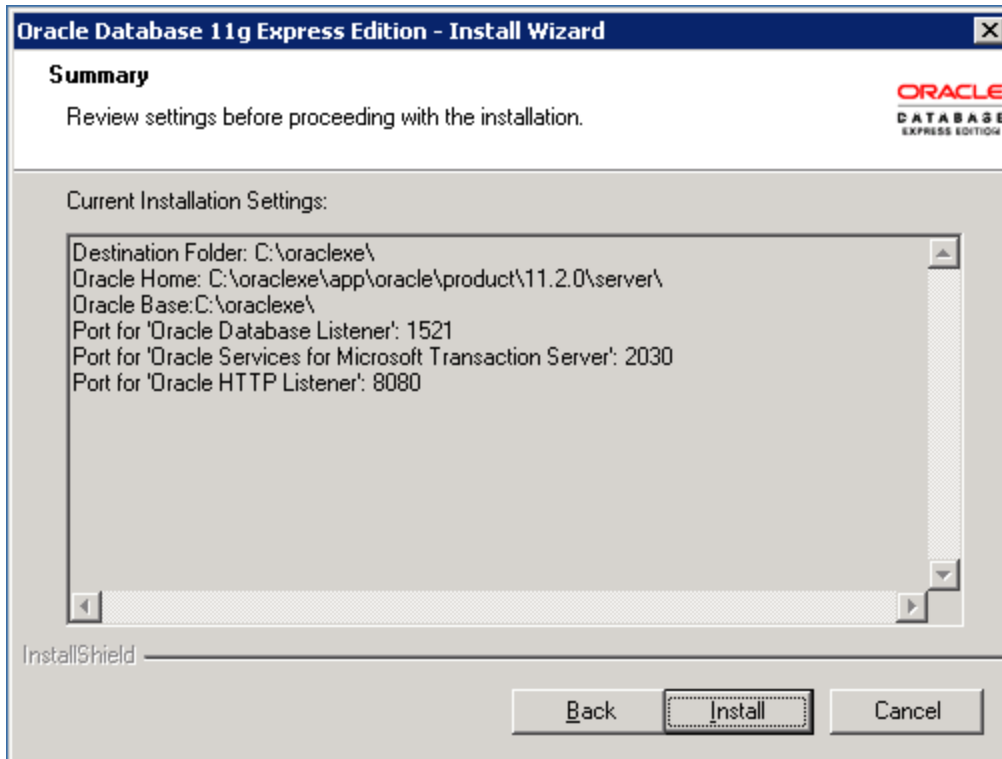 Oracle Database 11g Express Edition - Install Wizard
Summary
Review settings before proceeding with the installation.
ORACLE
DATABASE
EXPRESS EDITION
Current Installation Settings:
Destination Folder: C:\oraclexe\
Oracle Home: C:\oraclexe\app\oracle\product\11.2.0\server\
Oracle Base:C:\oraclexe\
Port for 'Oracle Database Listener': 1521
Port for 'Oracle Services for Microsoft Transaction Server': 2030
Port for 'Oracle HTTP Listener': 8080
InstallShield
Back
Install
Cancel